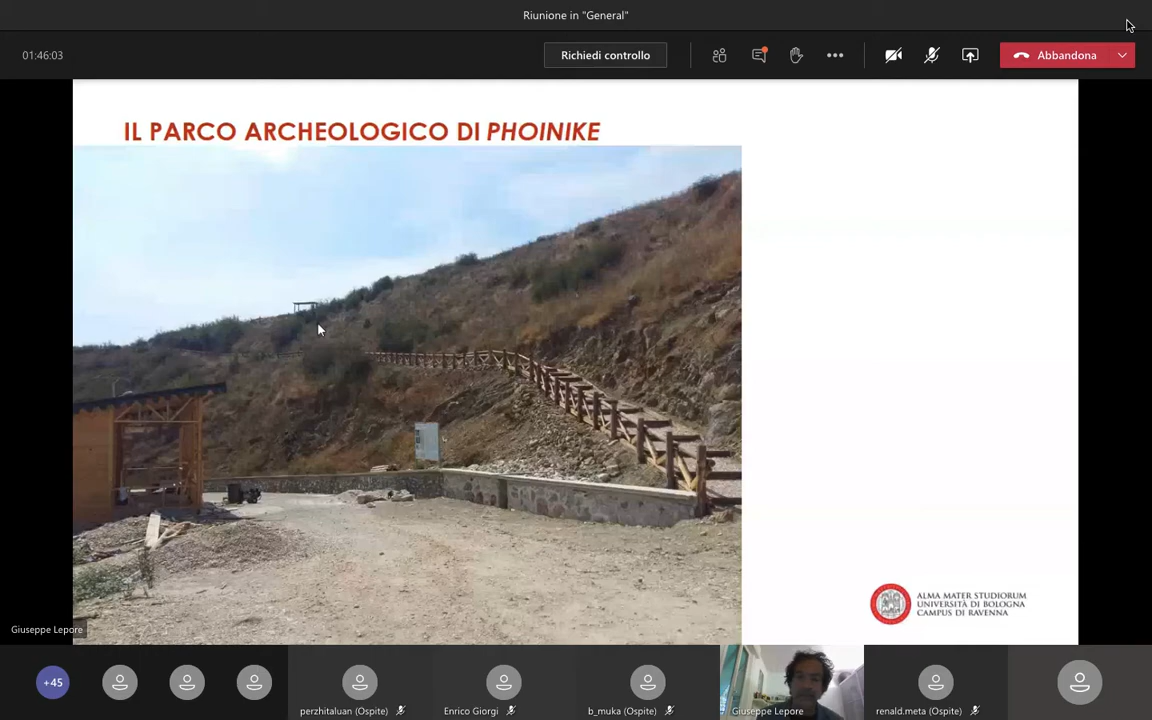 Riunione in "General"
01:46:03
Richiedi controllo
Abbandona
IL PARCO ARCHEOLOGICO DI PHOINIKE
ALMA MATER STUDIORUM
UNIVERSITÀ DI BOLOGNA
CAMPUS DI RAVENNA
Giuseppe Lepore
+45
perzhitaluan (Ospite)
Enrico Giorgi
b_muka (Ospite)
Giuseppe Lepore
renald.meta (Ospite)